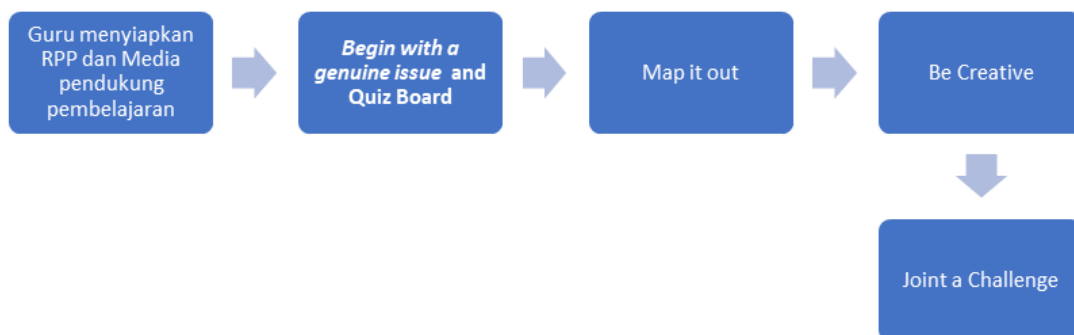 Guru menyiapkan
RPP dan Media
pendukung
pembelajaran
Begin with a
genuine issue and
Quiz Board
Map it out
Be Creative
Joint a Challenge